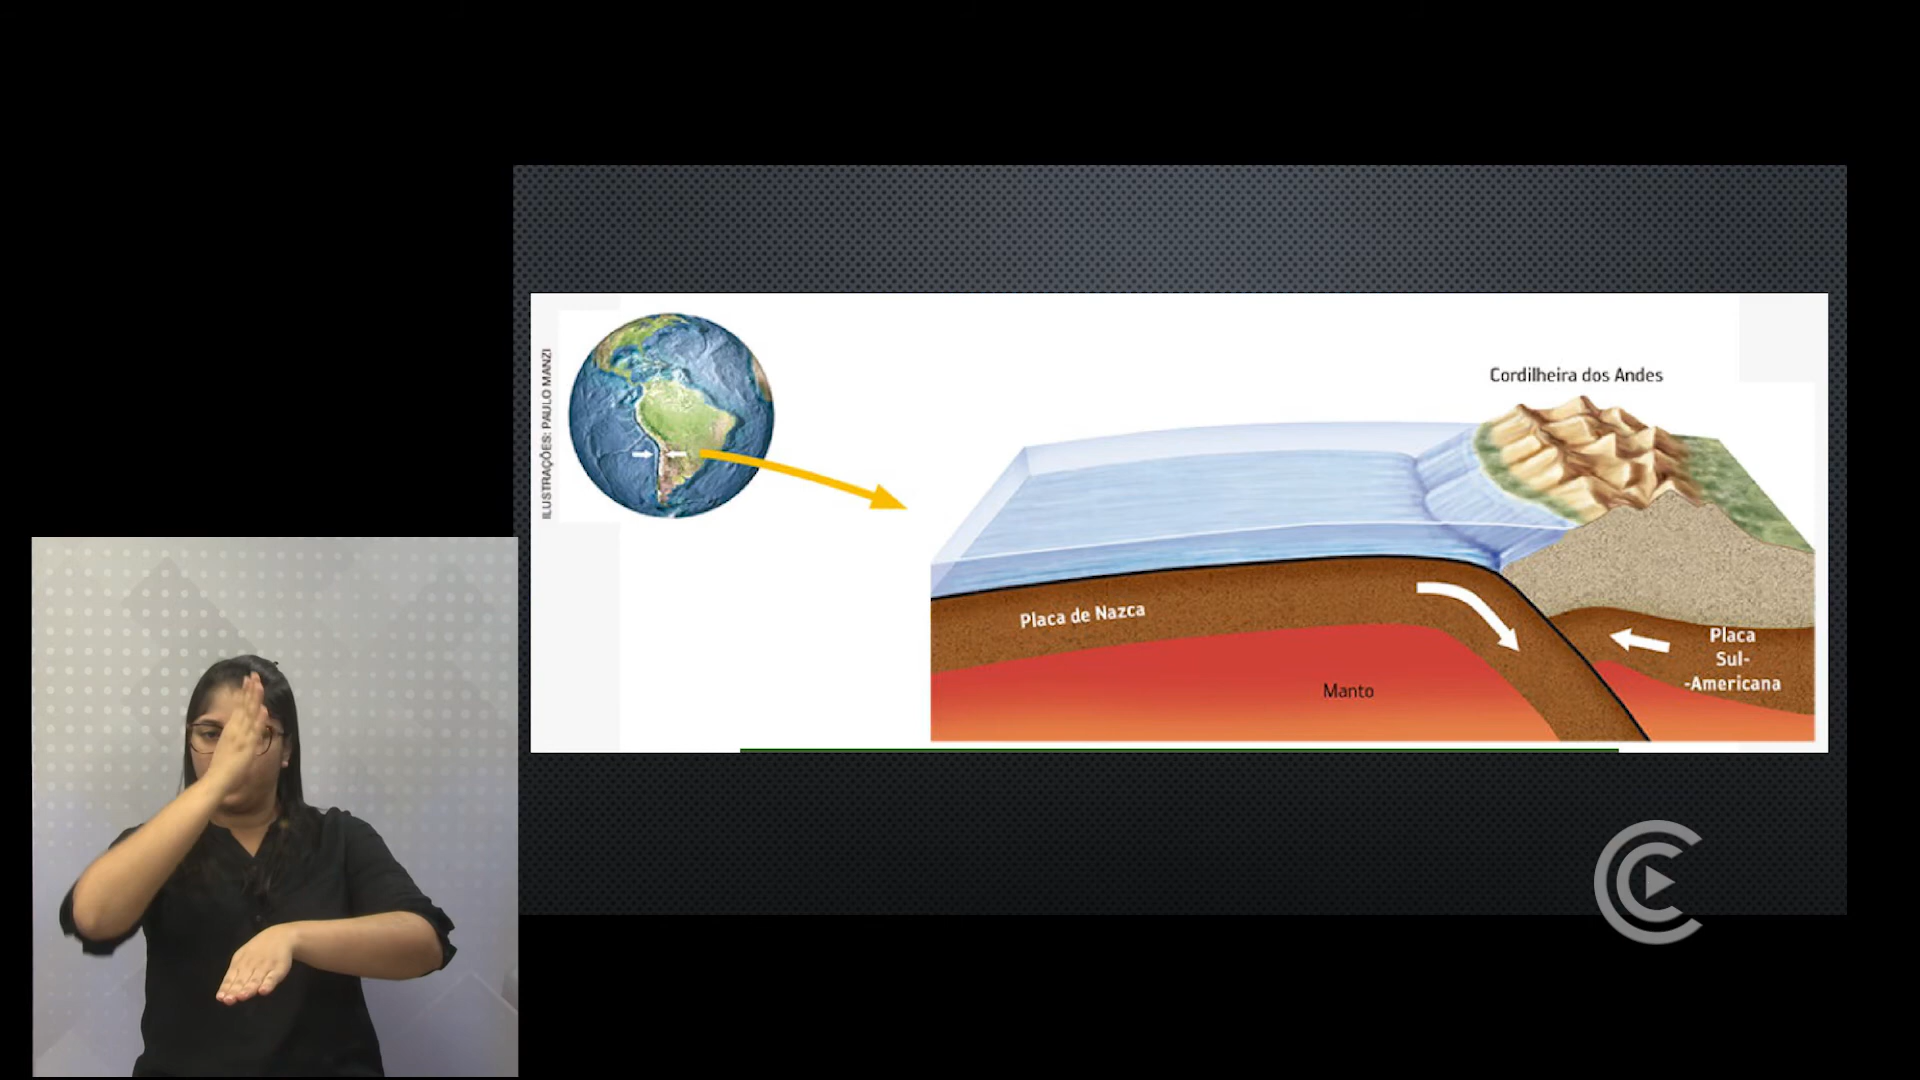 ILUSTRAÇÕES: PAULO MANZI
Cordilheira dos Andes
Placa de Nazca
Placa
Sul-
-Americana
Manto